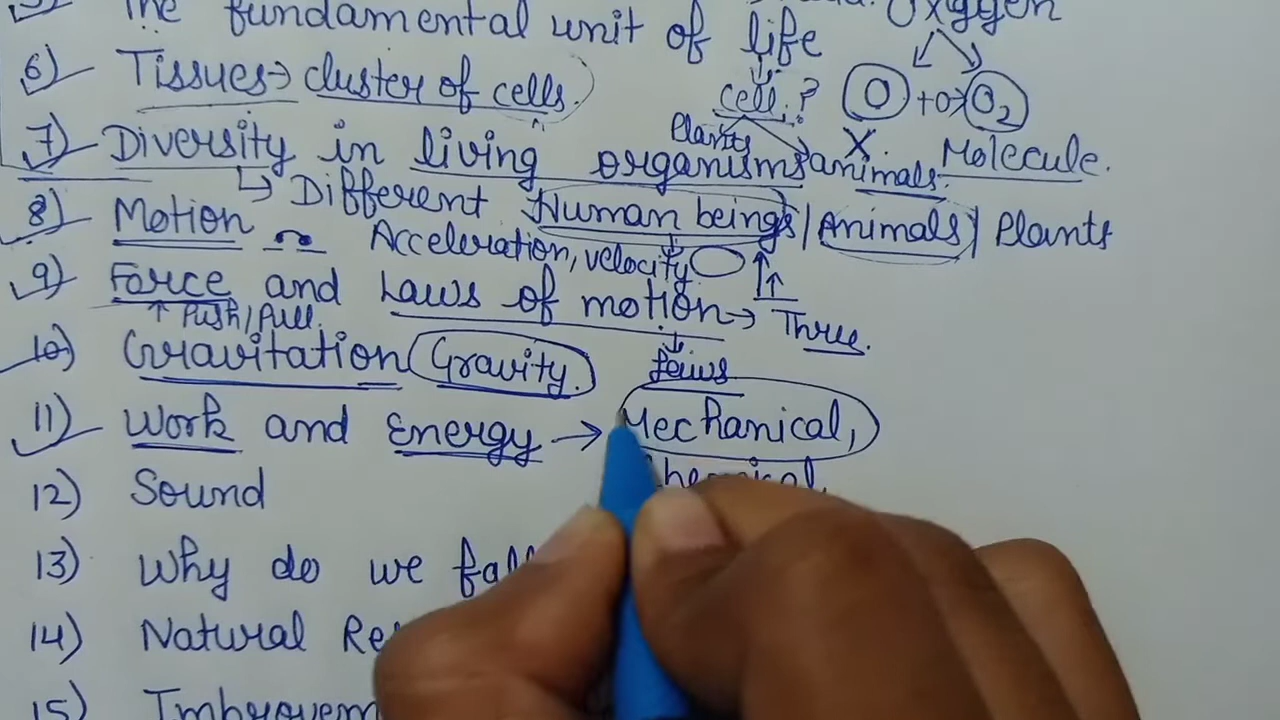 The fundamental unit of life Oxygen
6) Tissues → cluster of cells. cell.? O + O → O2
7) Diversity in living organisms Plants animals. X. Molecule.
↳ Different Human beings / Animals / Plants
8) Motion Acceleration, velocity
9) Force and Laws of motion → Three.
↑ Push/Pull.
10) Gravitation (Gravity.)
11) Work and Energy → Mechanical,
Chemical,
12) Sound
13) Why do we fall
14) Natural
15)